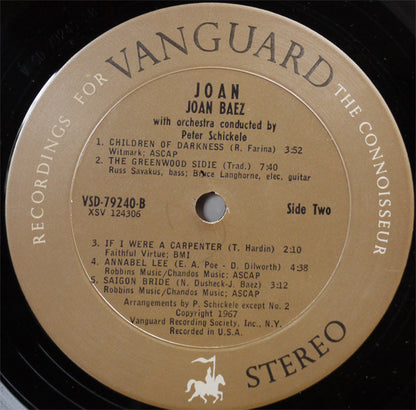 RECORDINGS FOR VANGUARD THE CONNOISSEUR
JOAN
JOAN BAEZ
with orchestra conducted by
Peter Schickele
1. CHILDREN OF DARKNESS (R. Farina) 3:52
Witmark; ASCAP
2. THE GREENWOOD SIDIE (Trad.) 7:40
Russ Savakus, bass; Bruce Langhorne, elec. guitar
VSD-79240-B
XSV 124306
Side Two
3. IF I WERE A CARPENTER (T. Hardin) 2:10
Faithful Virtue; BMI
4. ANNABEL LEE (E. A. Poe - D. Dilworth) 4:38
Robbins Music/Chandos Music; ASCAP
5. SAIGON BRIDE (N. Dusheck-J. Baez) 3:12
Robbins Music/Chandos Music; ASCAP
Arrangements by P. Schickele except No. 2
Copyright 1967
Vanguard Recording Society, Inc., N.Y.
Recorded in U.S.A.
STEREO